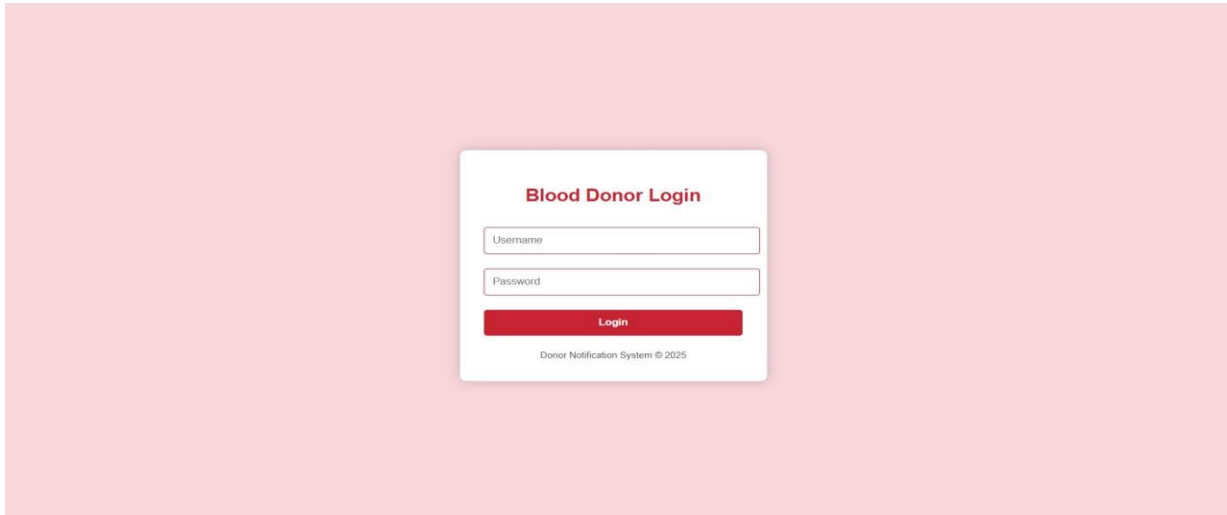 Blood Donor Login
Username
Password
Login
Donor Notification System © 2025